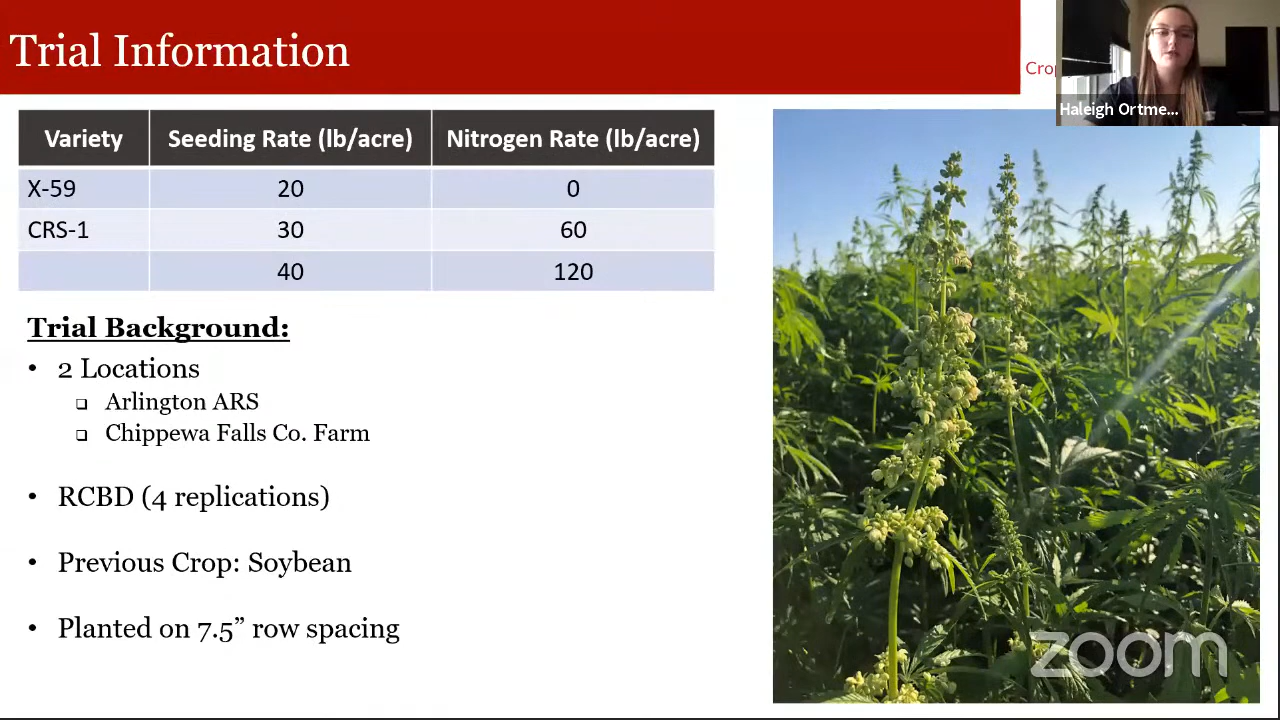 Trial Information
Crop
Haleigh Ortme...
Variety Seeding Rate (lb/acre) Nitrogen Rate (lb/acre)
X-59 20 0
CRS-1 30 60
40 120
Trial Background:
• 2 Locations
❑ Arlington ARS
❑ Chippewa Falls Co. Farm
• RCBD (4 replications)
• Previous Crop: Soybean
• Planted on 7.5” row spacing
zoom